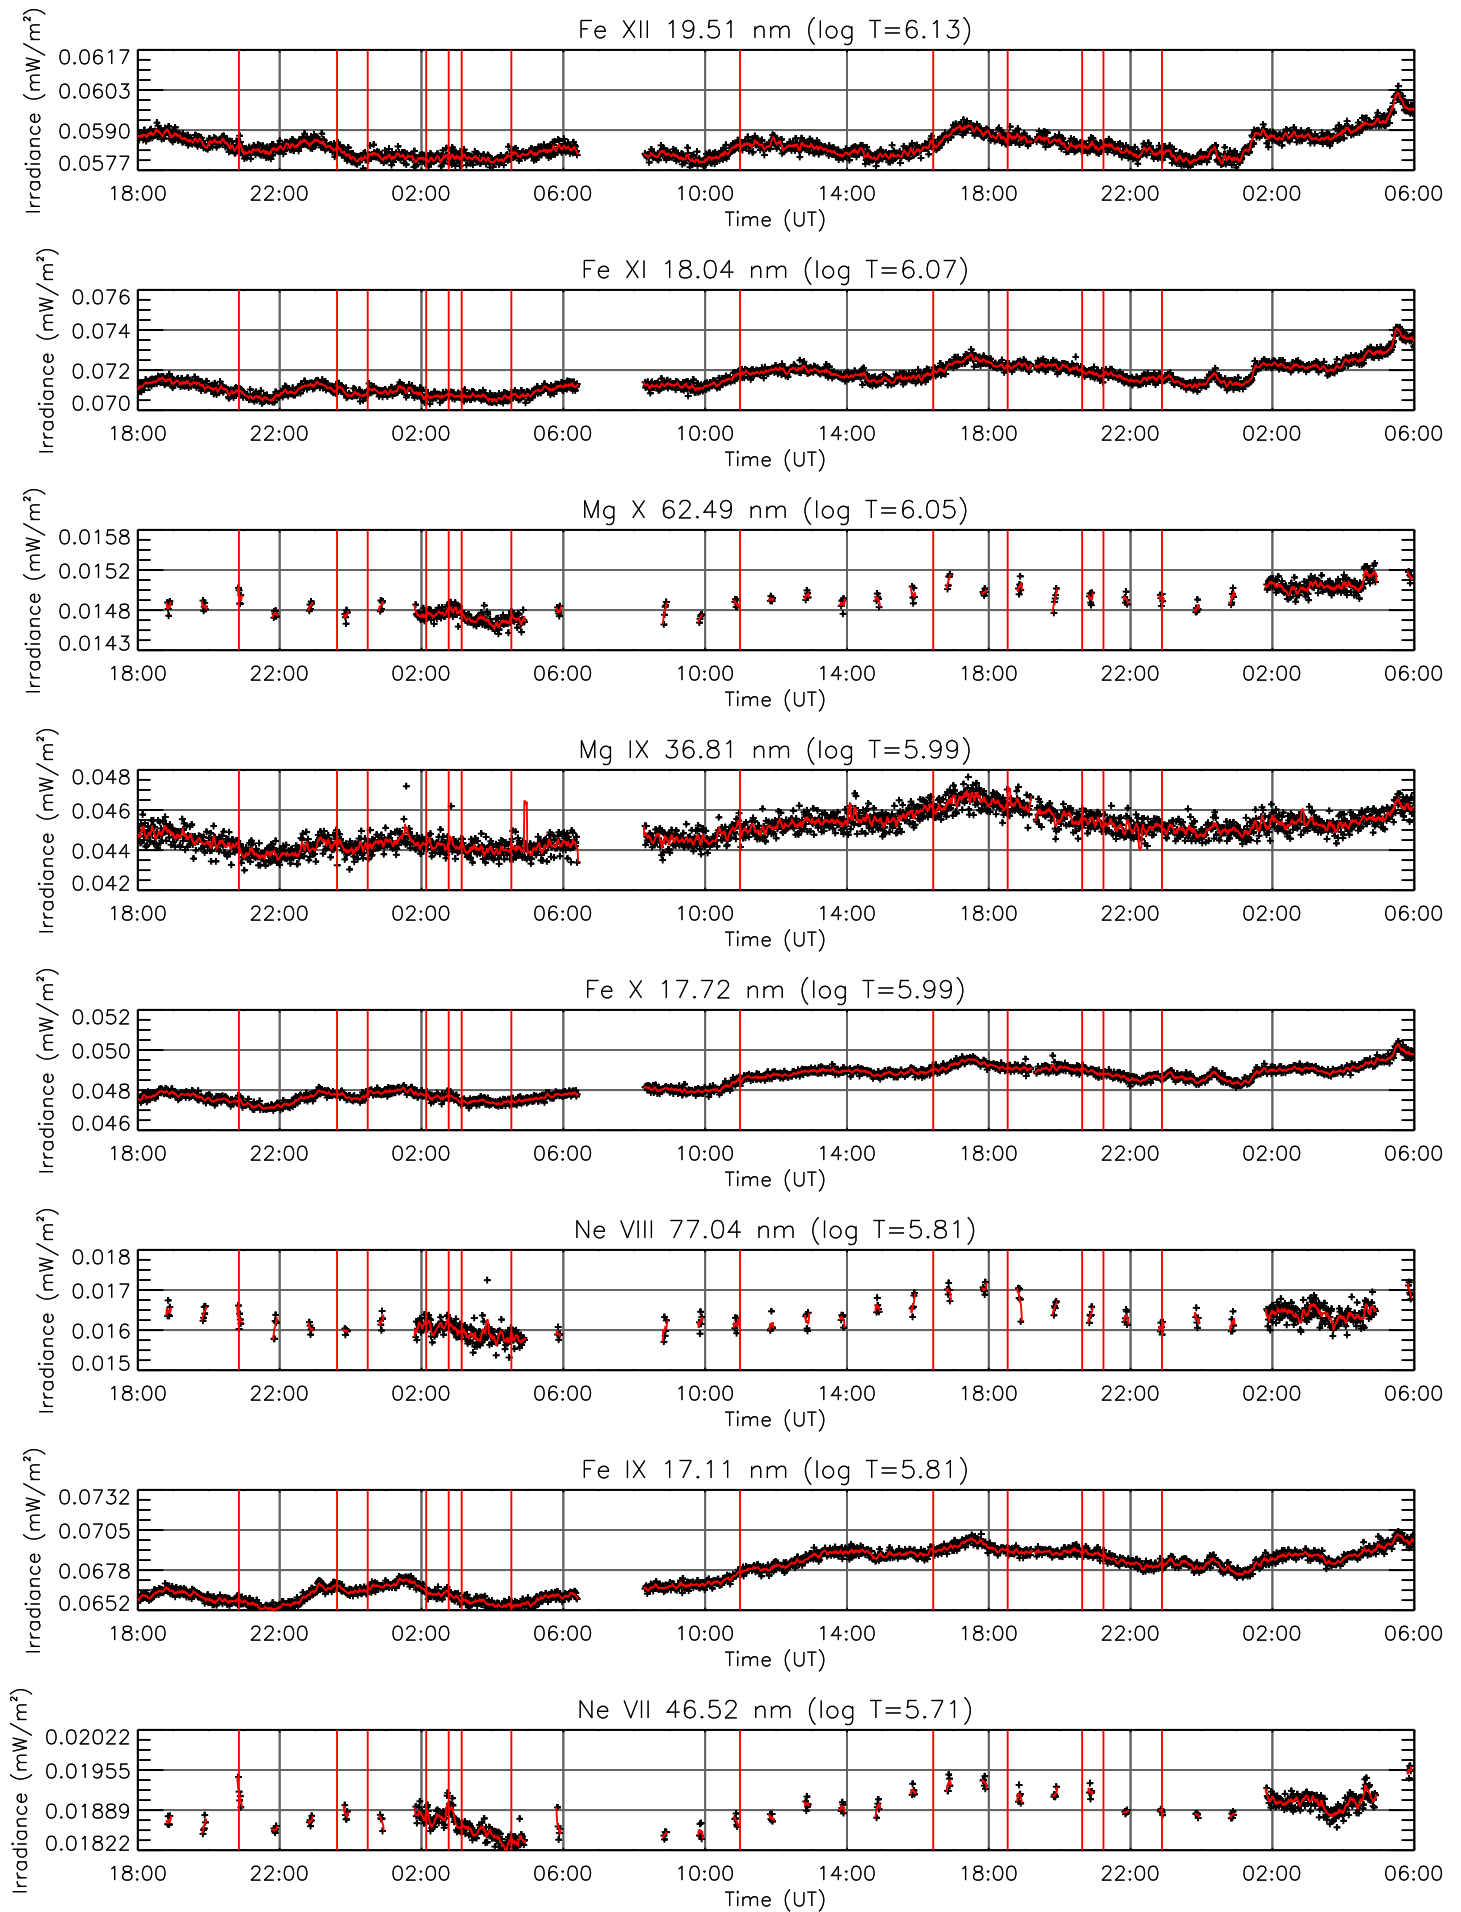 Fe XII 19.51 nm (log T=6.13)
Irradiance (mW/m²)
0.0617
0.0603
0.0590
0.0577
18:00 22:00 02:00 06:00 10:00 14:00 18:00 22:00 02:00 06:00
Time (UT)
Fe XI 18.04 nm (log T=6.07)
Irradiance (mW/m²)
0.076
0.074
0.072
0.070
18:00 22:00 02:00 06:00 10:00 14:00 18:00 22:00 02:00 06:00
Time (UT)
Mg X 62.49 nm (log T=6.05)
Irradiance (mW/m²)
0.0158
0.0152
0.0148
0.0143
18:00 22:00 02:00 06:00 10:00 14:00 18:00 22:00 02:00 06:00
Time (UT)
Mg IX 36.81 nm (log T=5.99)
Irradiance (mW/m²)
0.048
0.046
0.044
0.042
18:00 22:00 02:00 06:00 10:00 14:00 18:00 22:00 02:00 06:00
Time (UT)
Fe X 17.72 nm (log T=5.99)
Irradiance (mW/m²)
0.052
0.050
0.048
0.046
18:00 22:00 02:00 06:00 10:00 14:00 18:00 22:00 02:00 06:00
Time (UT)
Ne VIII 77.04 nm (log T=5.81)
Irradiance (mW/m²)
0.018
0.017
0.016
0.015
18:00 22:00 02:00 06:00 10:00 14:00 18:00 22:00 02:00 06:00
Time (UT)
Fe IX 17.11 nm (log T=5.81)
Irradiance (mW/m²)
0.0732
0.0705
0.0678
0.0652
18:00 22:00 02:00 06:00 10:00 14:00 18:00 22:00 02:00 06:00
Time (UT)
Ne VII 46.52 nm (log T=5.71)
Irradiance (mW/m²)
0.02022
0.01955
0.01889
0.01822
18:00 22:00 02:00 06:00 10:00 14:00 18:00 22:00 02:00 06:00
Time (UT)